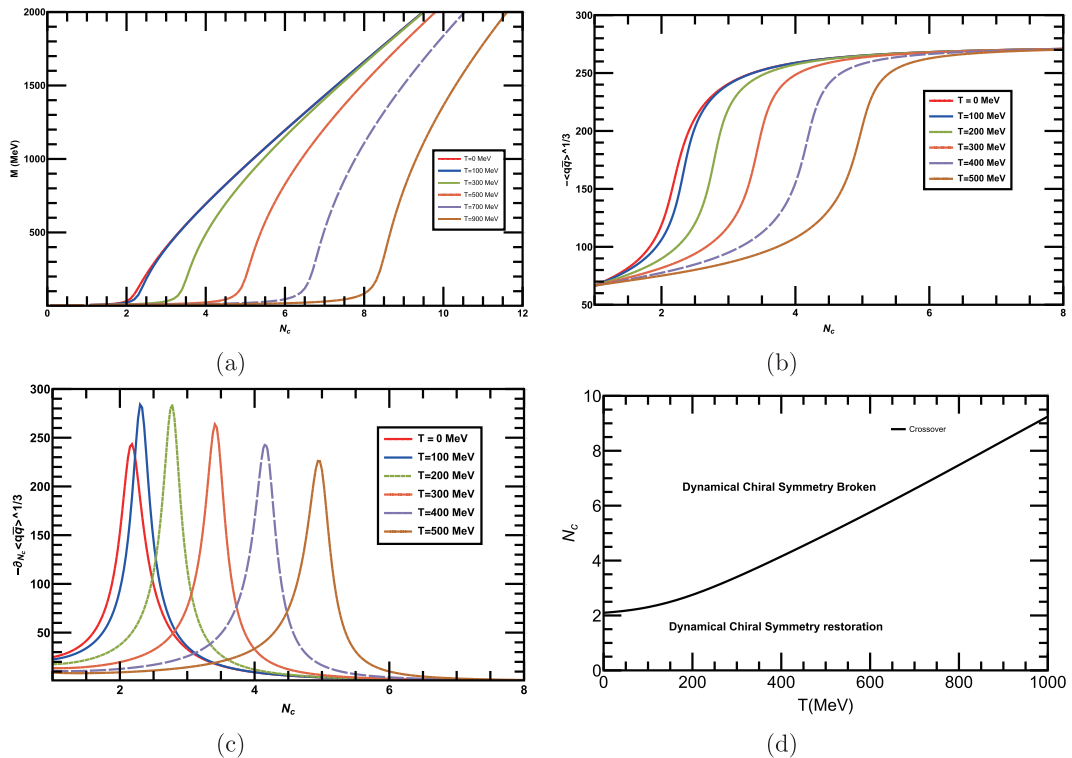 2000
1500
1000
500
M (MeV)
0 2 4 6 8 10 12
N_c
T=0 MeV
T=100 MeV
T=300 MeV
T=500 MeV
T=700 MeV
T=900 MeV
(a)
300
250
200
150
100
50
-<qq̅>^1/3
2 4 6 8
N_c
T = 0 MeV
T=100 MeV
T=200 MeV
T=300 MeV
T=400 MeV
T=500 MeV
(b)
300
250
200
150
100
50
-∂_{N_c}<qq̅>^1/3
2 4 6 8
N_c
T = 0 MeV
T=100 MeV
T=200 MeV
T=300 MeV
T=400 MeV
T=500 MeV
(c)
10
8
6
4
2
0
N_c
Crossover
Dynamical Chiral Symmetry Broken
Dynamical Chiral Symmetry restoration
0 200 400 600 800 1000
T(MeV)
(d)